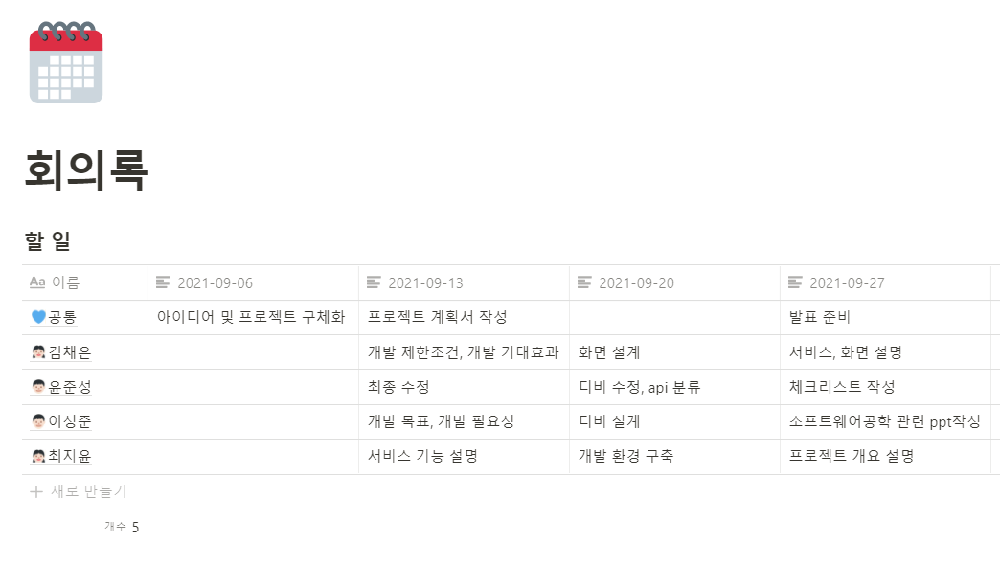 회의록
할 일
Aa 이름 2021-09-06 2021-09-13 2021-09-20 2021-09-27
공통 아이디어 및 프로젝트 구체화 프로젝트 계획서 작성 발표 준비
김채은 개발 제한조건, 개발 기대효과 화면 설계 서비스, 화면 설명
윤준성 최종 수정 디비 수정, api 분류 체크리스트 작성
이성준 개발 목표, 개발 필요성 디비 설계 소프트웨어공학 관련 ppt작성
최지윤 서비스 기능 설명 개발 환경 구축 프로젝트 개요 설명
+ 새로 만들기
개수 5